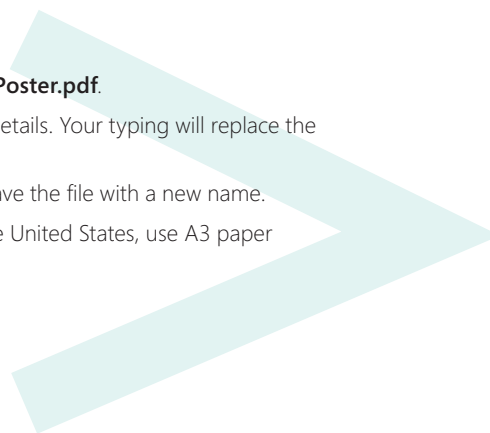 Poster.pdf.
etails. Your typing will replace the
ave the file with a new name.
e United States, use A3 paper